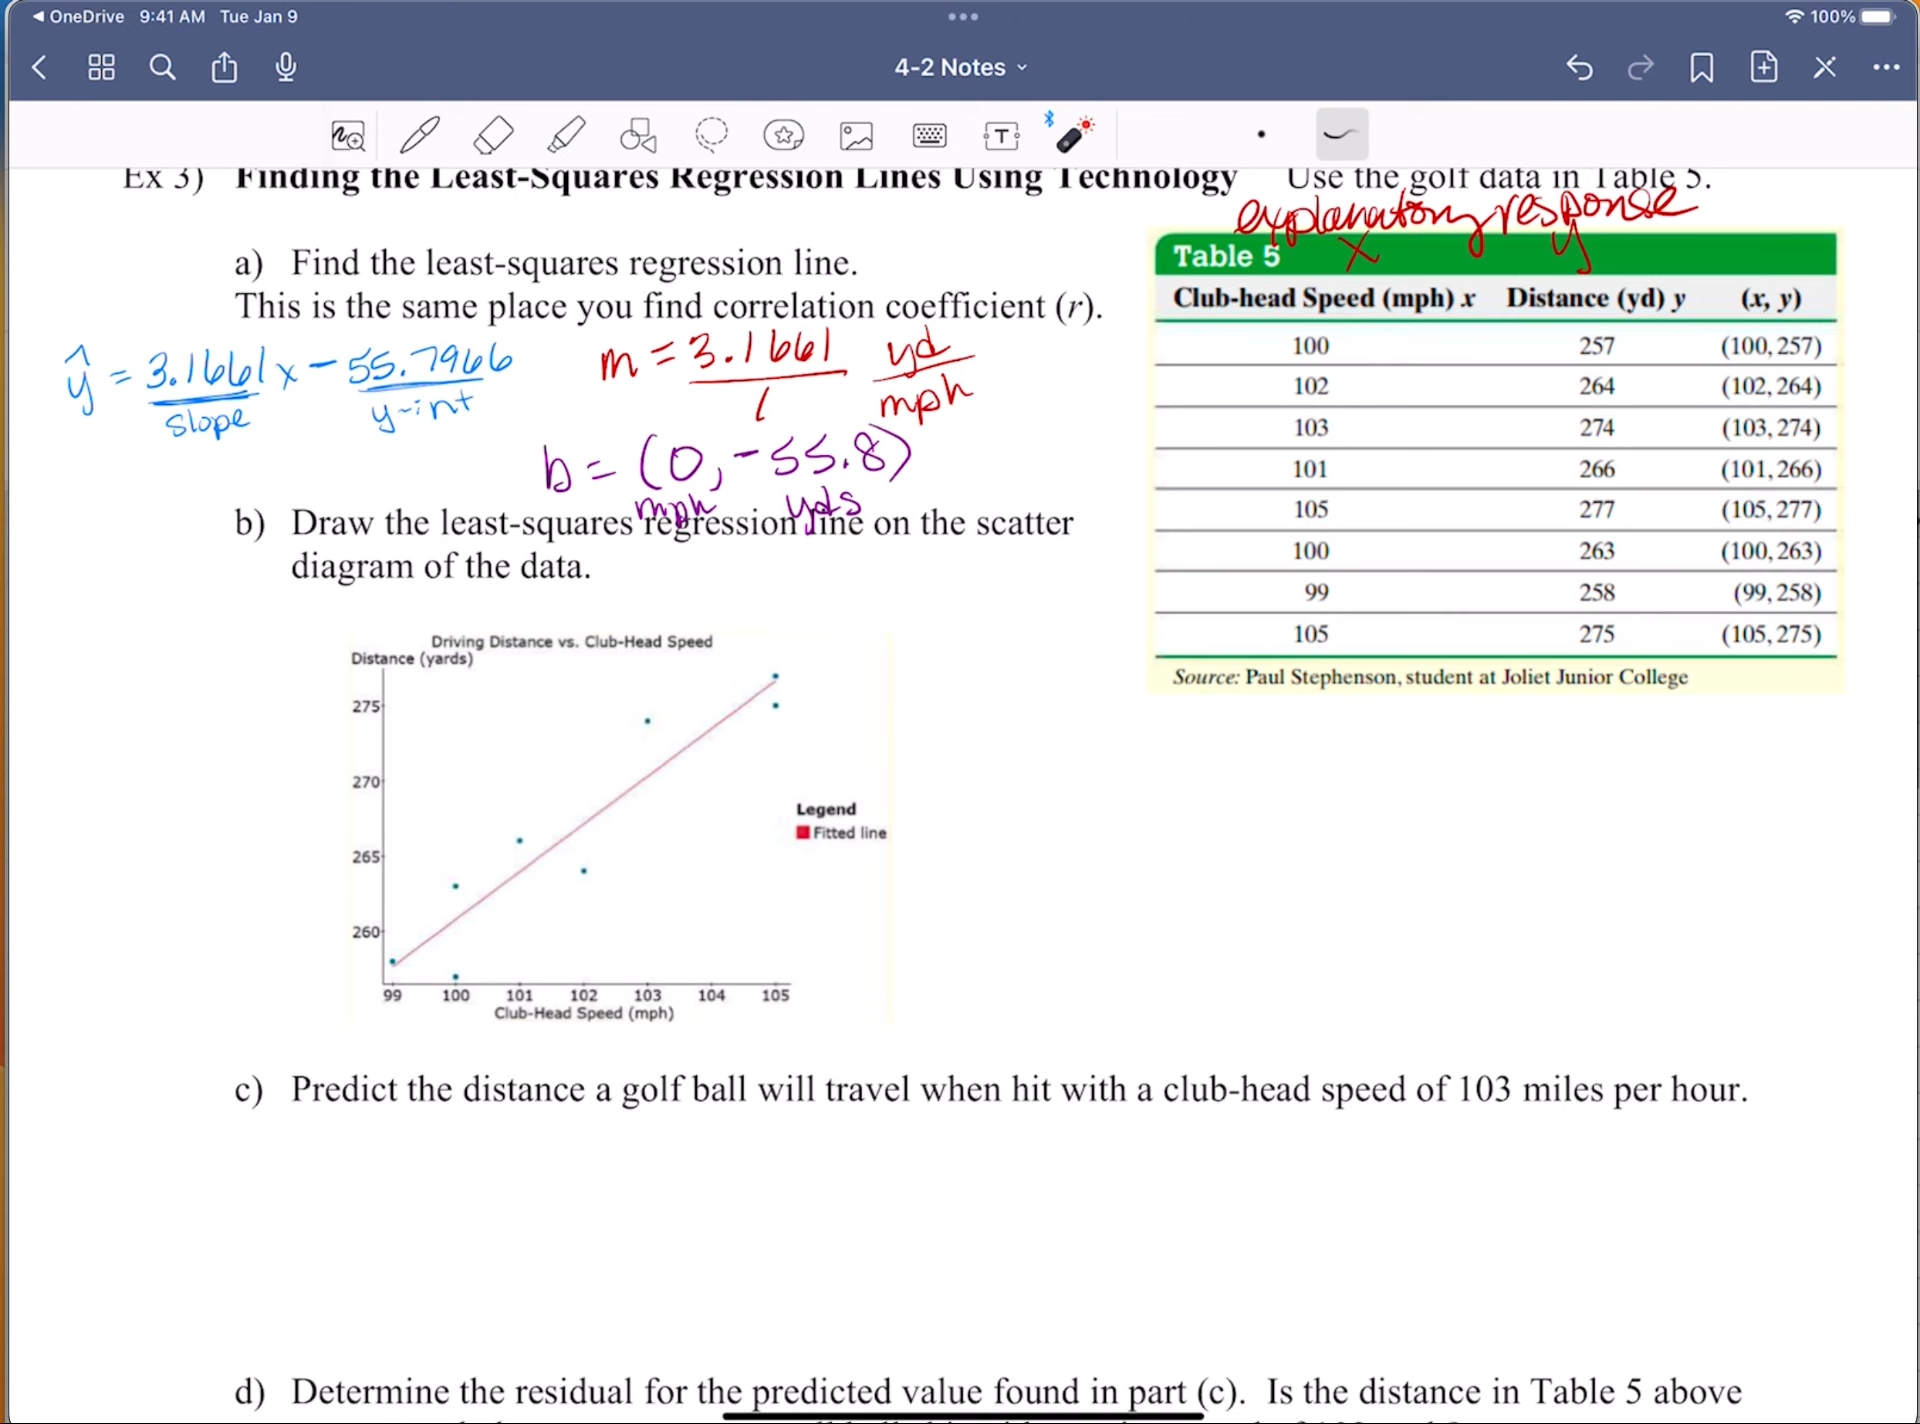 OneDrive 9:41 AM Tue Jan 9 100%
4-2 Notes
Ex 3) Finding the Least-Squares Regression Lines Using Technology Use the golf data in Table 5.
explanatory response
x y
a) Find the least-squares regression line.
This is the same place you find correlation coefficient (r).
ŷ = 3.1661x - 55.7966
slope y-int
m = 3.1661 / 1 yd / mph
b = (0, -55.8)
mph yds
Table 5
Club-head Speed (mph) x Distance (yd) y (x, y)
100 257 (100, 257)
102 264 (102, 264)
103 274 (103, 274)
101 266 (101, 266)
105 277 (105, 277)
100 263 (100, 263)
99 258 (99, 258)
105 275 (105, 275)
Source: Paul Stephenson, student at Joliet Junior College
b) Draw the least-squares regression line on the scatter
diagram of the data.
Driving Distance vs. Club-Head Speed
Distance (yards)
275
270
265
260
99 100 101 102 103 104 105
Club-Head Speed (mph)
Legend
Fitted line
c) Predict the distance a golf ball will travel when hit with a club-head speed of 103 miles per hour.
d) Determine the residual for the predicted value found in part (c). Is the distance in Table 5 above